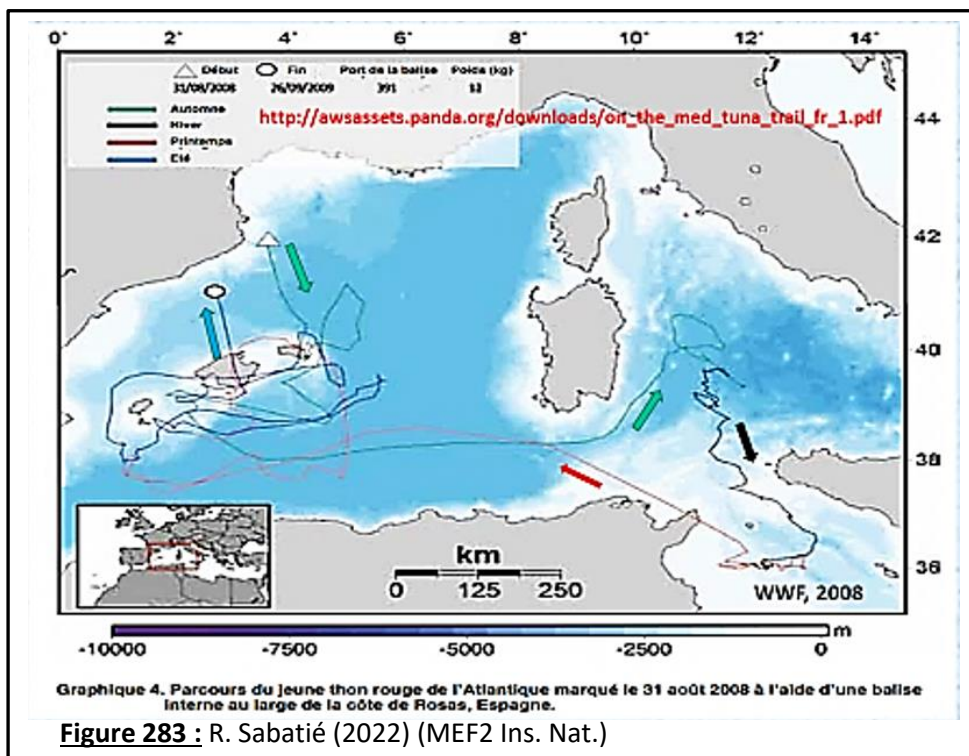 0° 2° 4° 6° 8° 10° 12° 14°
Début Fin Port de la balise Poids (kg)
31/08/2008 26/09/2009 391 12
Automne
Hiver
Printemps
Eté
http://awsassets.panda.org/downloads/on_the_med_tuna_trail_fr_1.pdf
44
42
40
38
36
km
0 125 250
WWF, 2008
-10000 -7500 -5000 -2500 0 m
Graphique 4. Parcours du jeune thon rouge de l'Atlantique marqué le 31 août 2008 à l'aide d'une balise
interne au large de la côte de Rosas, Espagne.
Figure 283 : R. Sabatié (2022) (MEF2 Ins. Nat.)